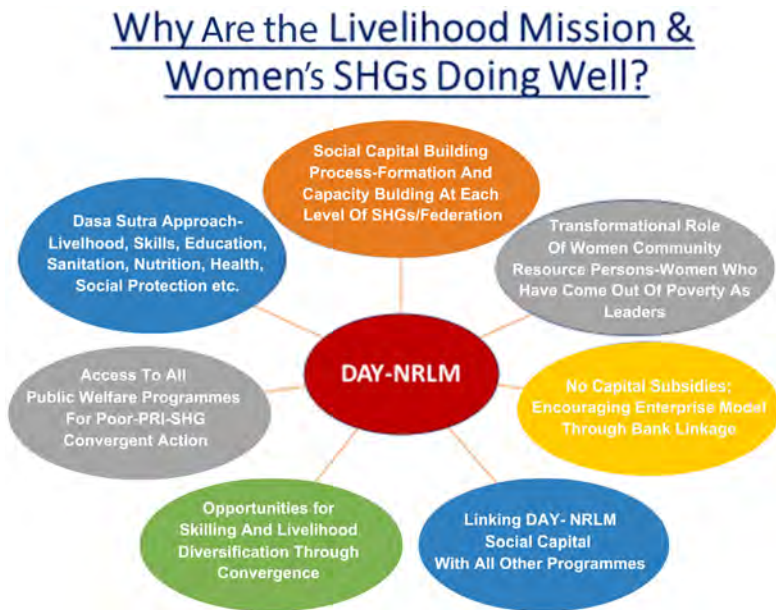 Why Are the Livelihood Mission &
Women's SHGs Doing Well?
Social Capital Building
Process-Formation And
Capacity Bulding At Each
Level Of SHGs/Federation
Dasa Sutra Approach-
Livelhood, Skills, Education,
Sanitation, Nutrition, Health,
Social Protection etc.
Transformational Role
Of Women Community
Resource Persons-Women Who
Have Come Out Of Poverty As
Leaders
DAY-NRLM
Access To All
Public Welfare Programmes
For Poor-PRI-SHG
Convergent Action
No Capital Subsidies;
Encouraging Enterprise Model
Through Bank Linkage
Opportunities for
Skilling And Livelihood
Diversification Through
Convergence
Linking DAY- NRLM
Social Capital
With All Other Programmes